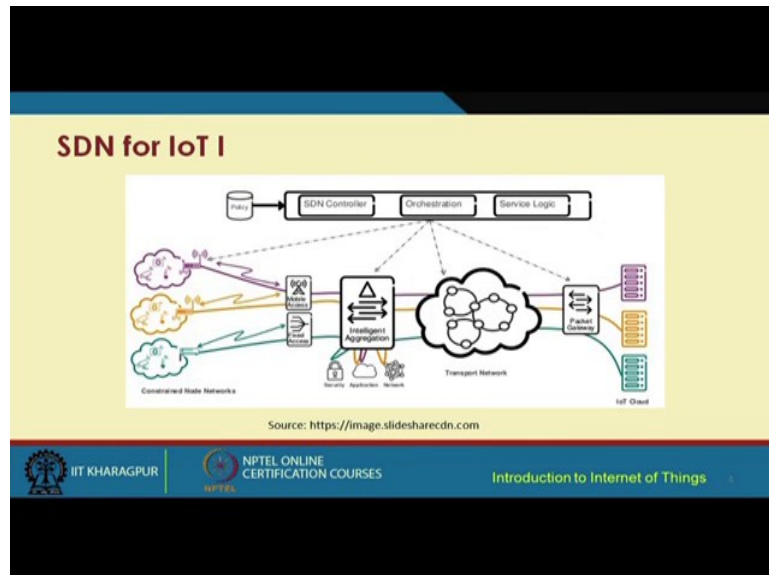 SDN for IoT I
Policy
SDN Controller
Orchestration
Service Logic
Mobile
Access
Fixed
Access
Intelligent
Aggregation
Packet
Gateway
Security
Application
Network
Transport Network
Constrained Node Networks
IoT Cloud
Source: https://image.slidesharecdn.com
IIT KHARAGPUR
NPTEL
NPTEL ONLINE
CERTIFICATION COURSES
Introduction to Internet of Things